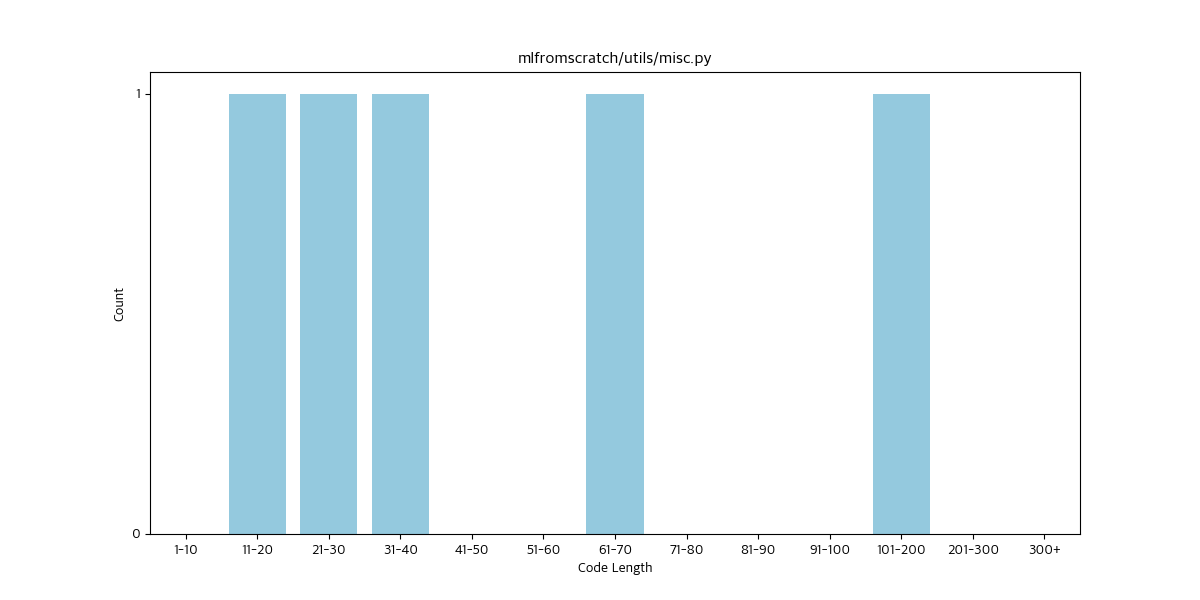 mlfromscratch/utils/misc.py
Count
1
0
1-10 11-20 21-30 31-40 41-50 51-60 61-70 71-80 81-90 91-100 101-200 201-300 300+
Code Length